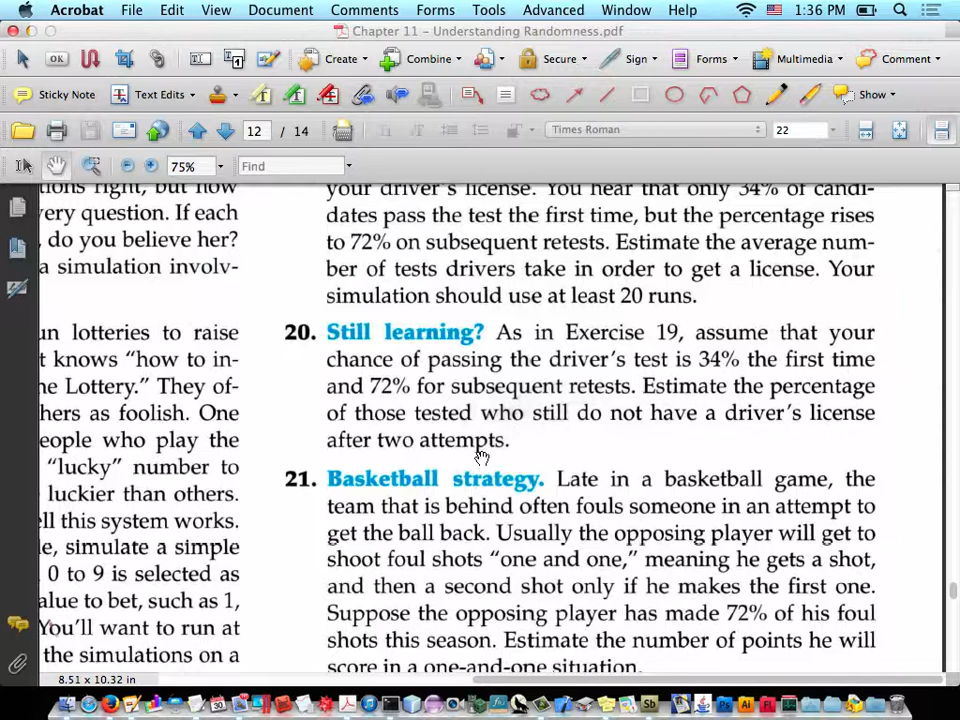 Acrobat File Edit View Document Comments Forms Tools Advanced Window Help 1:36 PM
Chapter 11 – Understanding Randomness.pdf
OK Create Combine Secure Sign Forms Multimedia Comment
Sticky Note Text Edits Show
12 / 14 Times Roman 22
75% Find
tions right, but how
very question. If each
, do you believe her?
a simulation involv-
un lotteries to raise
t knows “how to in-
he Lottery.” They of-
hers as foolish. One
eople who play the
“lucky” number to
luckier than others.
ell this system works.
le, simulate a simple
0 to 9 is selected as
alue to bet, such as 1,
You’ll want to run at
the simulations on a
your driver’s license. You hear that only 34% of candi-
dates pass the test the first time, but the percentage rises
to 72% on subsequent retests. Estimate the average num-
ber of tests drivers take in order to get a license. Your
simulation should use at least 20 runs.
20. Still learning? As in Exercise 19, assume that your
chance of passing the driver’s test is 34% the first time
and 72% for subsequent retests. Estimate the percentage
of those tested who still do not have a driver’s license
after two attempts.
21. Basketball strategy. Late in a basketball game, the
team that is behind often fouls someone in an attempt to
get the ball back. Usually the opposing player will get to
shoot foul shots “one and one,” meaning he gets a shot,
and then a second shot only if he makes the first one.
Suppose the opposing player has made 72% of his foul
shots this season. Estimate the number of points he will
score in a one-and-one situation.
8.51 x 10.32 in
30 Sb Ps Ai Fl